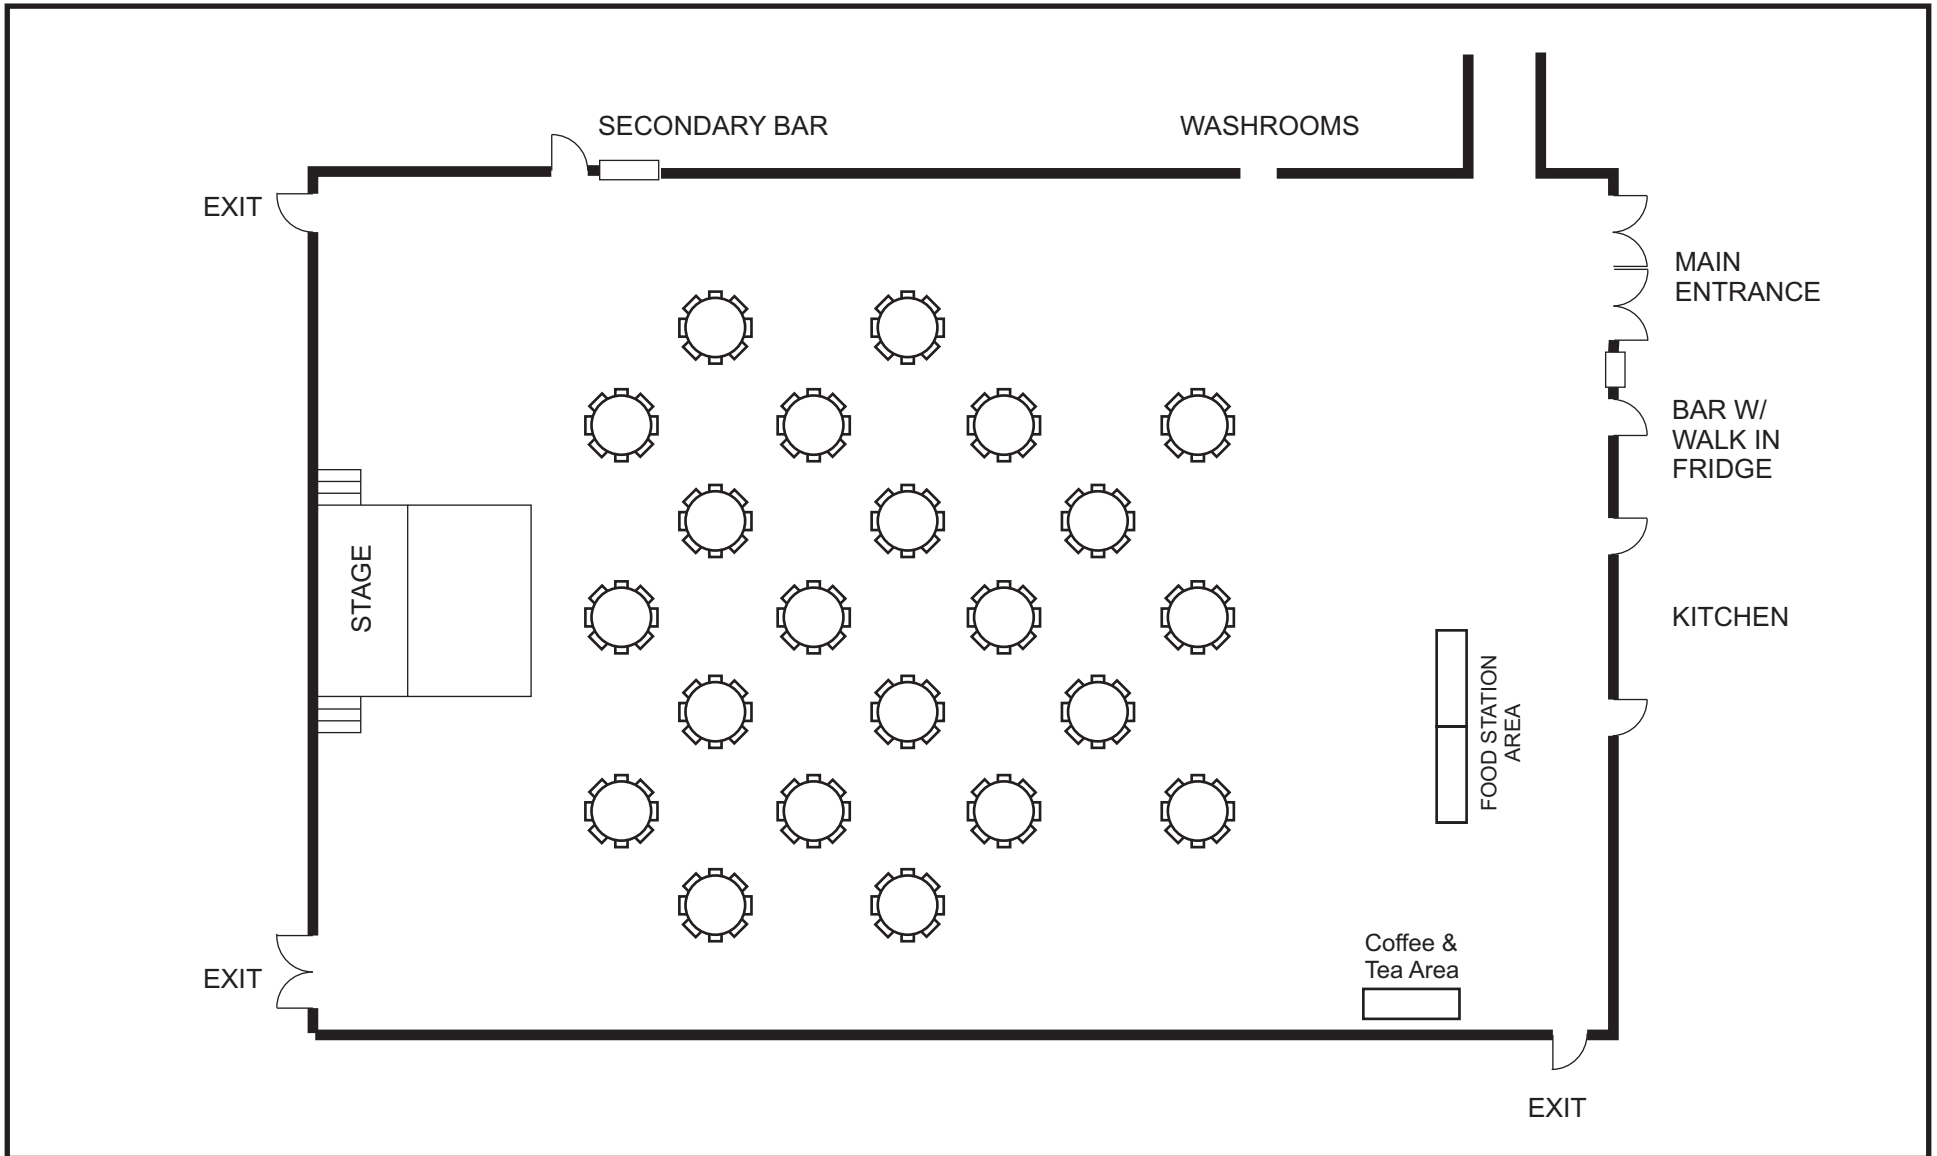 SECONDARY BAR
WASHROOMS
EXIT
MAIN
ENTRANCE
BAR W/
WALK IN
FRIDGE
STAGE
KITCHEN
FOOD STATION
AREA
Coffee &
Tea Area
EXIT
EXIT